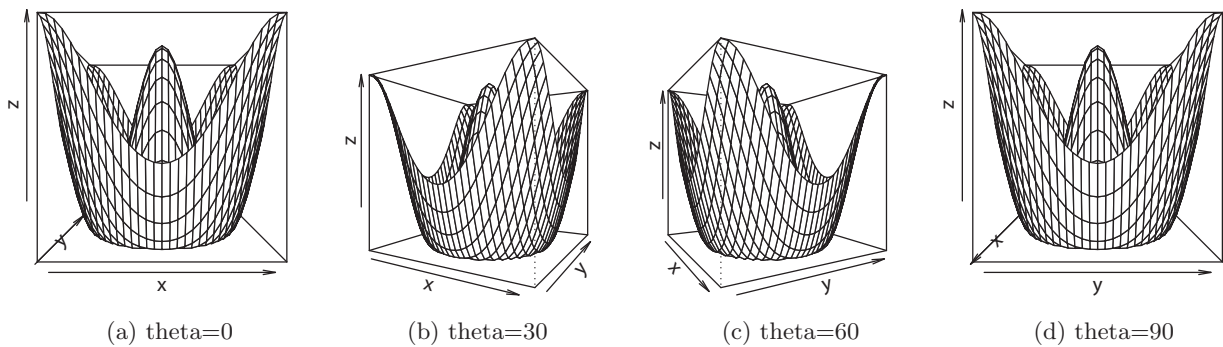 z
y
x
(a) theta=0
z
x
y
(b) theta=30
z
x
y
(c) theta=60
z
x
y
(d) theta=90